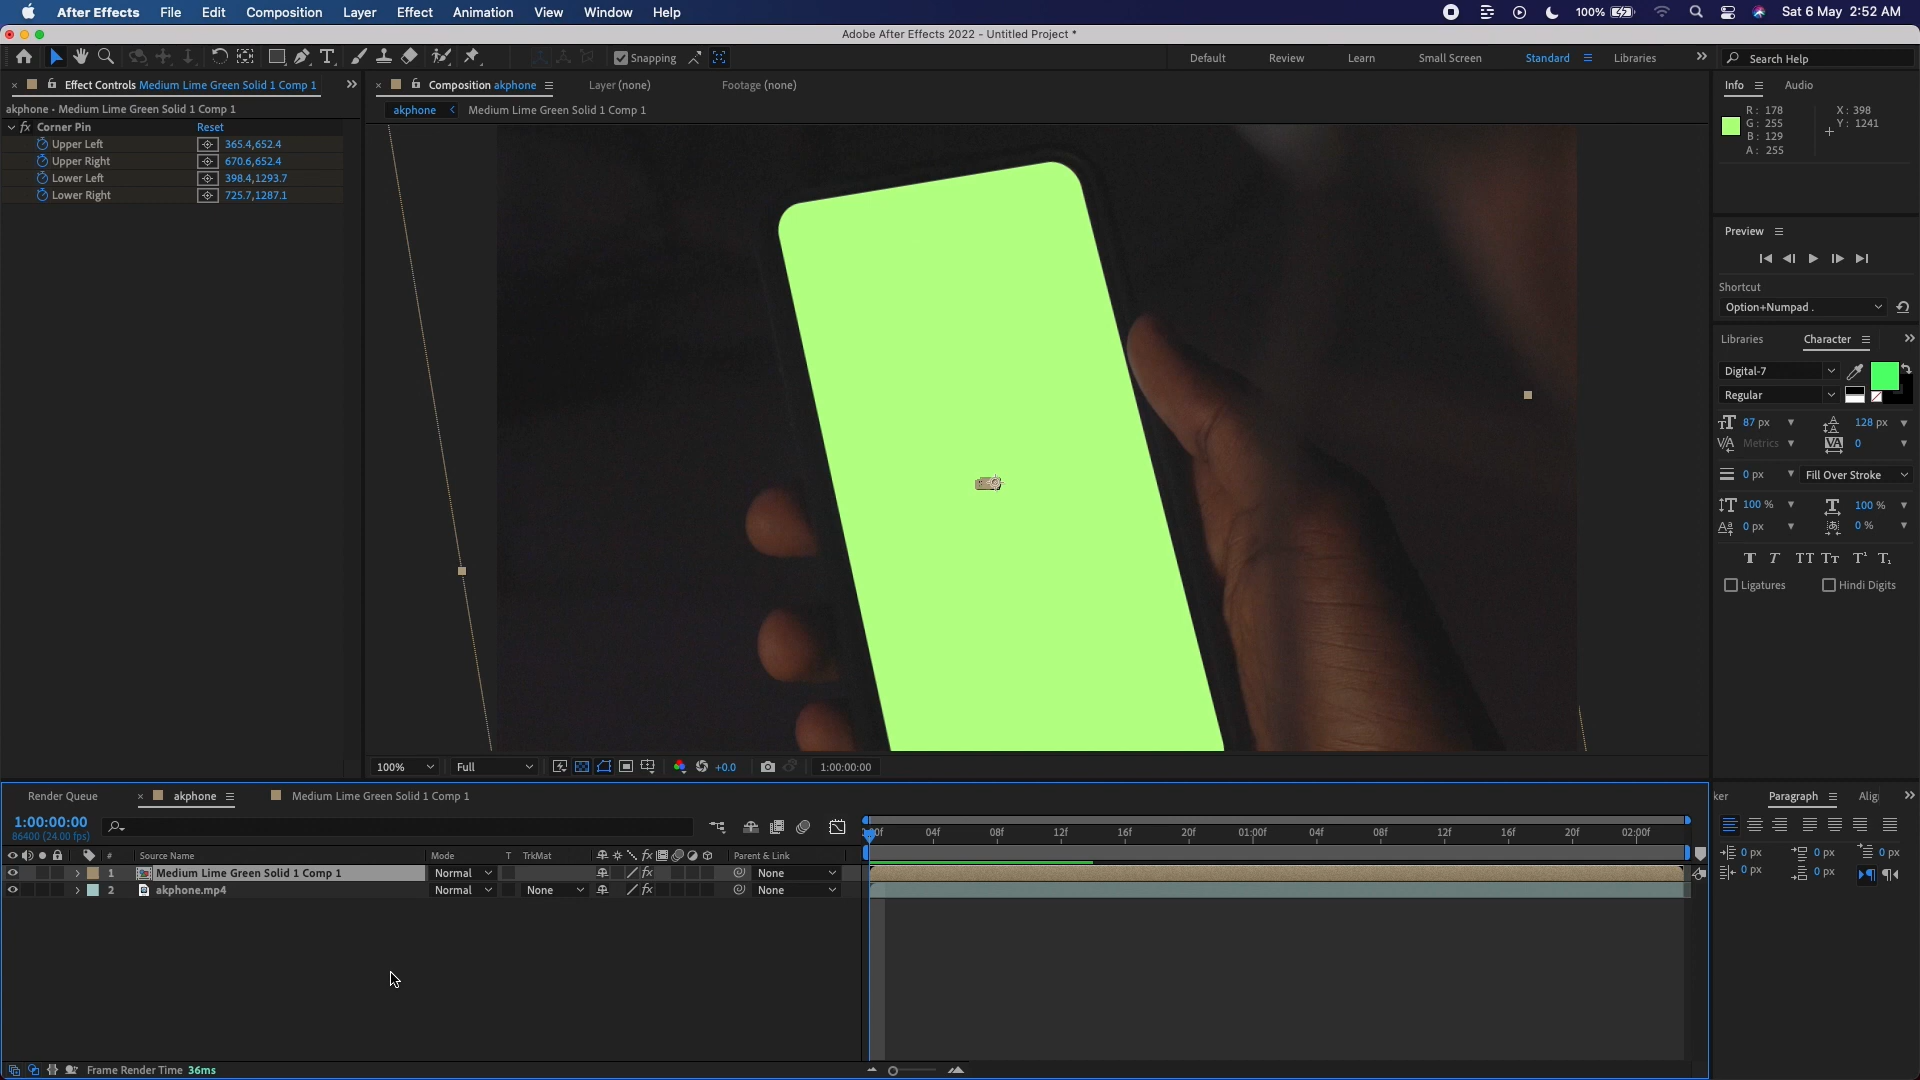 After Effects File Edit Composition Layer Effect Animation View Window Help 100% Sat 6 May 2:52 AM
Adobe After Effects 2022 - Untitled Project *
Snapping Default Review Learn Small Screen Standard Libraries Search Help
Effect Controls Medium Lime Green Solid 1 Comp 1
akphone • Medium Lime Green Solid 1 Comp 1
fx Corner Pin Reset
Upper Left 365.4,652.4
Upper Right 670.6,652.4
Lower Left 398.4,1293.7
Lower Right 725.7,1287.1
Composition akphone Layer (none) Footage (none)
akphone Medium Lime Green Solid 1 Comp 1
100% Full +0.0 1:00:00:00
Info Audio
R: 178 X: 398
G: 255 Y: 1241
B: 129
A: 255
Preview
Shortcut
Option+Numpad .
Libraries Character
Digital-7
Regular
87 px 128 px
Metrics 0
0 px Fill Over Stroke
100 % 100 %
0 px 0 %
Ligatures Hindi Digits
Render Queue akphone Medium Lime Green Solid 1 Comp 1
1:00:00:00
86400 (24.00 fps)
:00f 04f 08f 12f 16f 20f 01:00f 04f 08f 12f 16f 20f 02:00f
# Source Name Mode T TrkMat fx Parent & Link
1 Medium Lime Green Solid 1 Comp 1 Normal fx None
2 akphone.mp4 Normal None fx None
Frame Render Time 36ms
ker Paragraph Alig
0 px 0 px 0 px
0 px 0 px